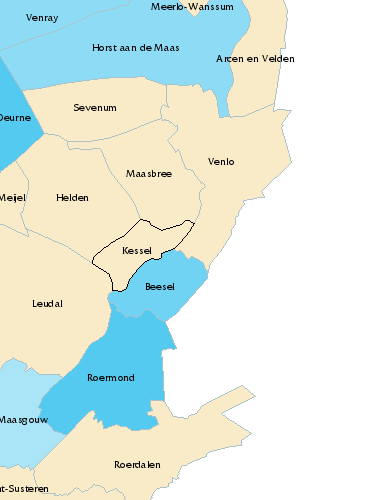 Meerlo-Wanssum
Venray
Horst aan de Maas
Arcen en Velden
Sevenum
Deurne
Venlo
Maasbree
Meijel
Helden
Kessel
Beesel
Leudal
Roermond
Maasgouw
Roerdalen
nt-Susteren